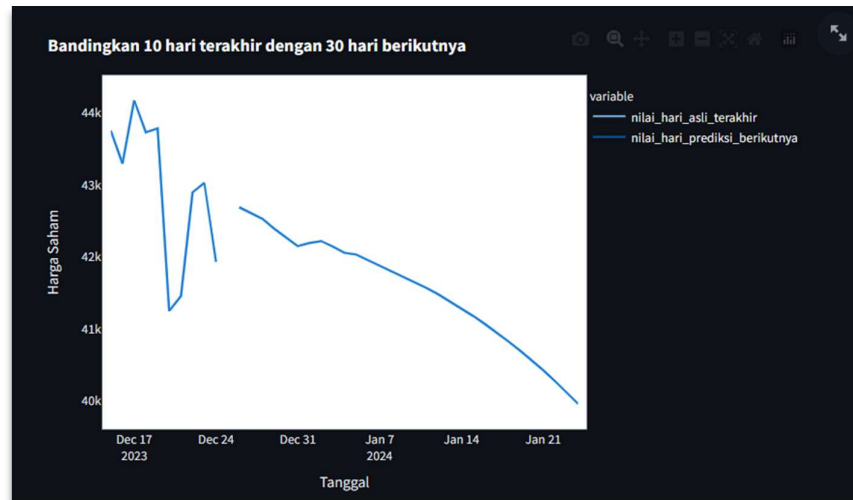 Bandingkan 10 hari terakhir dengan 30 hari berikutnya
variable
nilai_hari_asli_terakhir
nilai_hari_prediksi_berikutnya
Harga Saham
44k
43k
42k
41k
40k
Dec 17
2023
Dec 24
Dec 31
Jan 7
2024
Jan 14
Jan 21
Tanggal